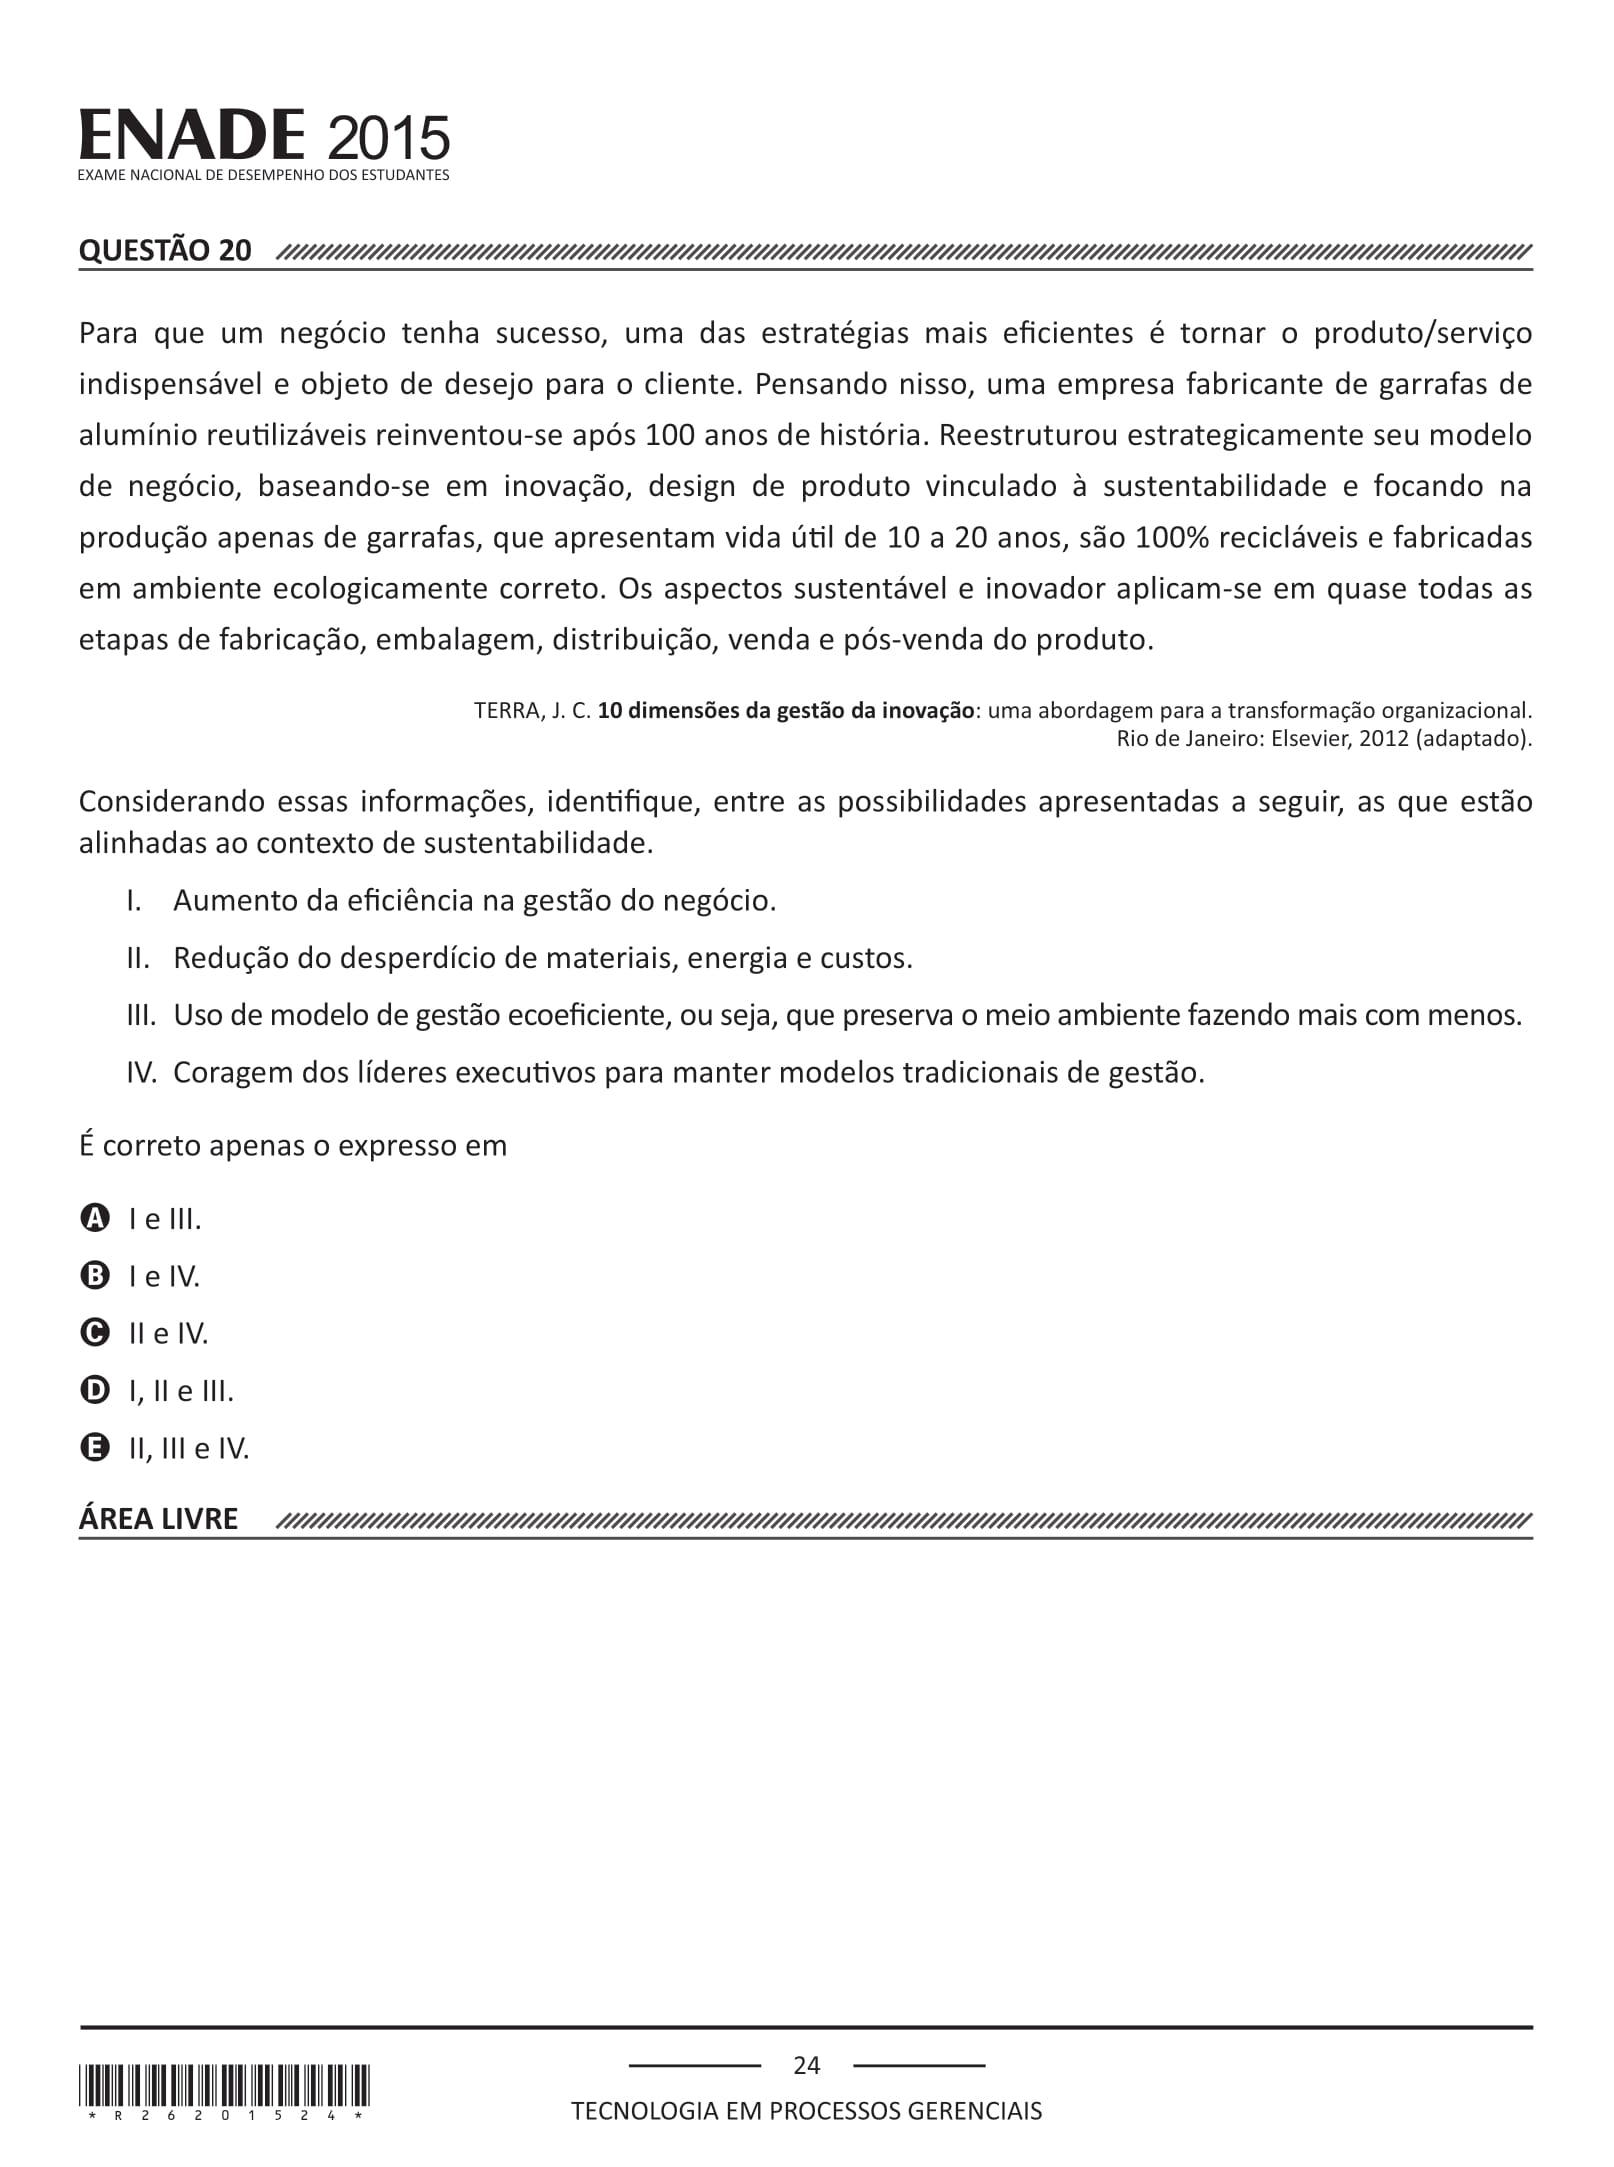 ENADE 2015
EXAME NACIONAL DE DESEMPENHO DOS ESTUDANTES
QUESTÃO 20
Para que um negócio tenha sucesso, uma das estratégias mais eficientes é tornar o produto/serviço
indispensável e objeto de desejo para o cliente. Pensando nisso, uma empresa fabricante de garrafas de
alumínio reutilizáveis reinventou-se após 100 anos de história. Reestruturou estrategicamente seu modelo
de negócio, baseando-se em inovação, design de produto vinculado à sustentabilidade e focando na
produção apenas de garrafas, que apresentam vida útil de 10 a 20 anos, são 100% recicláveis e fabricadas
em ambiente ecologicamente correto. Os aspectos sustentável e inovador aplicam-se em quase todas as
etapas de fabricação, embalagem, distribuição, venda e pós-venda do produto.
TERRA, J. C. 10 dimensões da gestão da inovação: uma abordagem para a transformação organizacional.
Rio de Janeiro: Elsevier, 2012 (adaptado).
Considerando essas informações, identifique, entre as possibilidades apresentadas a seguir, as que estão
alinhadas ao contexto de sustentabilidade.
I. Aumento da eficiência na gestão do negócio.
II. Redução do desperdício de materiais, energia e custos.
III. Uso de modelo de gestão ecoeficiente, ou seja, que preserva o meio ambiente fazendo mais com menos.
IV. Coragem dos líderes executivos para manter modelos tradicionais de gestão.
É correto apenas o expresso em
A I e III.
B I e IV.
C II e IV.
D I, II e III.
E II, III e IV.
ÁREA LIVRE
24
TECNOLOGIA EM PROCESSOS GERENCIAIS
* R 2 6 2 0 1 5 2 4 *